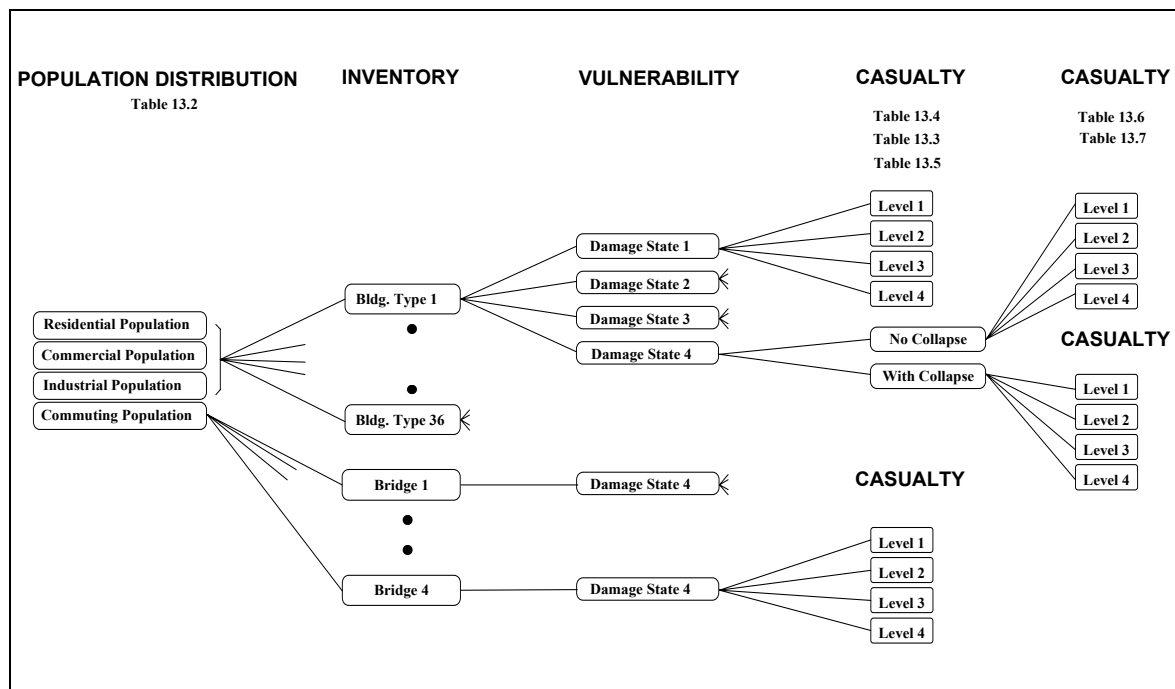 POPULATION DISTRIBUTION
Table 13.2
INVENTORY
VULNERABILITY
CASUALTY
Table 13.4
Table 13.3
Table 13.5
CASUALTY
Table 13.6
Table 13.7
Residential Population
Commercial Population
Industrial Population
Commuting Population
Bldg. Type 1
Bldg. Type 36
Bridge 1
Bridge 4
Damage State 1
Damage State 2
Damage State 3
Damage State 4
Damage State 4
Damage State 4
Level 1
Level 2
Level 3
Level 4
No Collapse
With Collapse
CASUALTY
Level 1
Level 2
Level 3
Level 4
Level 1
Level 2
Level 3
Level 4
CASUALTY
Level 1
Level 2
Level 3
Level 4